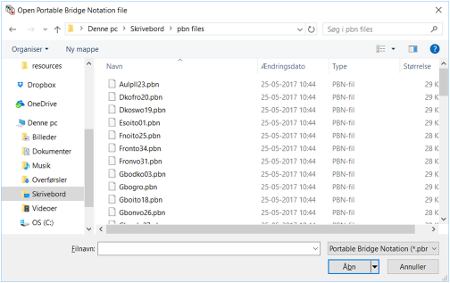 Open Portable Bridge Notation file
Denne pc > Skrivebord > pbn files
Søg i pbn files
Organiser Ny mappe
Navn Ændringsdato Type Størrelse
resources
Dropbox
OneDrive
Denne pc
Billeder
Dokumenter
Musik
Overførsler
Skrivebord
Videoer
OS (C:)
Aulpll23.pbn 25-05-2017 10:44 PBN-fil 29 K
Dkofro20.pbn 25-05-2017 10:44 PBN-fil 29 K
Dkoswo19.pbn 25-05-2017 10:44 PBN-fil 29 K
Esoito01.pbn 25-05-2017 10:44 PBN-fil 29 K
Fnoito25.pbn 25-05-2017 10:44 PBN-fil 28 K
Fronto34.pbn 25-05-2017 10:44 PBN-fil 28 K
Fronvo31.pbn 25-05-2017 10:44 PBN-fil 28 K
Gbodko03.pbn 25-05-2017 10:44 PBN-fil 29 K
Gbogro.pbn 25-05-2017 10:44 PBN-fil 29 K
Gboito18.pbn 25-05-2017 10:44 PBN-fil 29 K
Gbonvo26.pbn 25-05-2017 10:44 PBN-fil 28 K
Filnavn: Portable Bridge Notation (*.pbn
Åbn Annuller